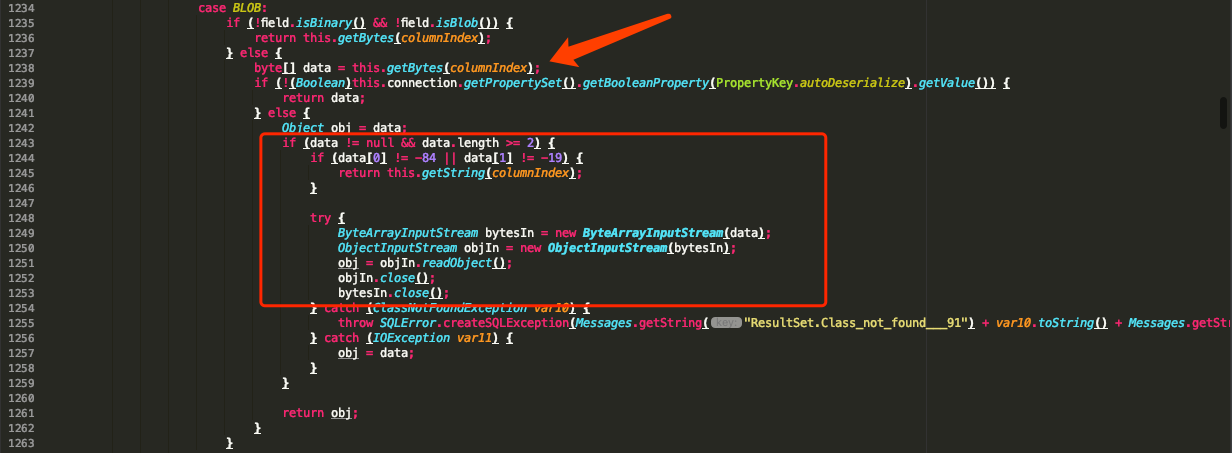 1234 case BLOB:
1235 if (!field.isBinary() && !field.isBlob()) {
1236 return this.getBytes(columnIndex);
1237 } else {
1238 byte[] data = this.getBytes(columnIndex);
1239 if (!(Boolean)this.connection.getPropertySet().getBooleanProperty(PropertyKey.autoDeserialize).getValue()) {
1240 return data;
1241 } else {
1242 Object obj = data;
1243 if (data != null && data.length >= 2) {
1244 if (data[0] != -84 || data[1] != -19) {
1245 return this.getString(columnIndex);
1246 }
1247
1248 try {
1249 ByteArrayInputStream bytesIn = new ByteArrayInputStream(data);
1250 ObjectInputStream objIn = new ObjectInputStream(bytesIn);
1251 obj = objIn.readObject();
1252 objIn.close();
1253 bytesIn.close();
1254 } catch (ClassNotFoundException var10) {
1255 throw SQLError.createSQLException(Messages.getString( key: "ResultSet.Class_not_found___91") + var10.toString() + Messages.getStr
1256 } catch (IOException var11) {
1257 obj = data;
1258 }
1259 }
1260
1261 return obj;
1262 }
1263 }